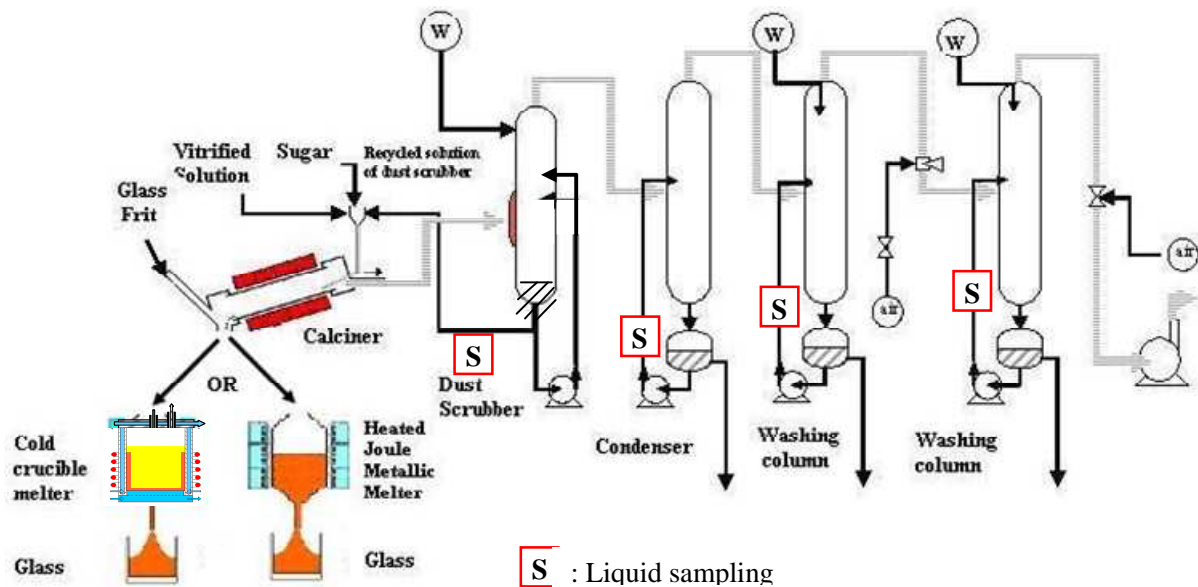 W
W
W
Vitrified
Solution
Sugar
Recycled solution
of dust scrubber
Glass
Frit
Calciner
S
S
S
S
air
air
OR
Dust
Scrubber
Condenser
Washing
column
Washing
column
Cold
crucible
melter
Heated
Joule
Metallic
Melter
Glass
Glass
S : Liquid sampling